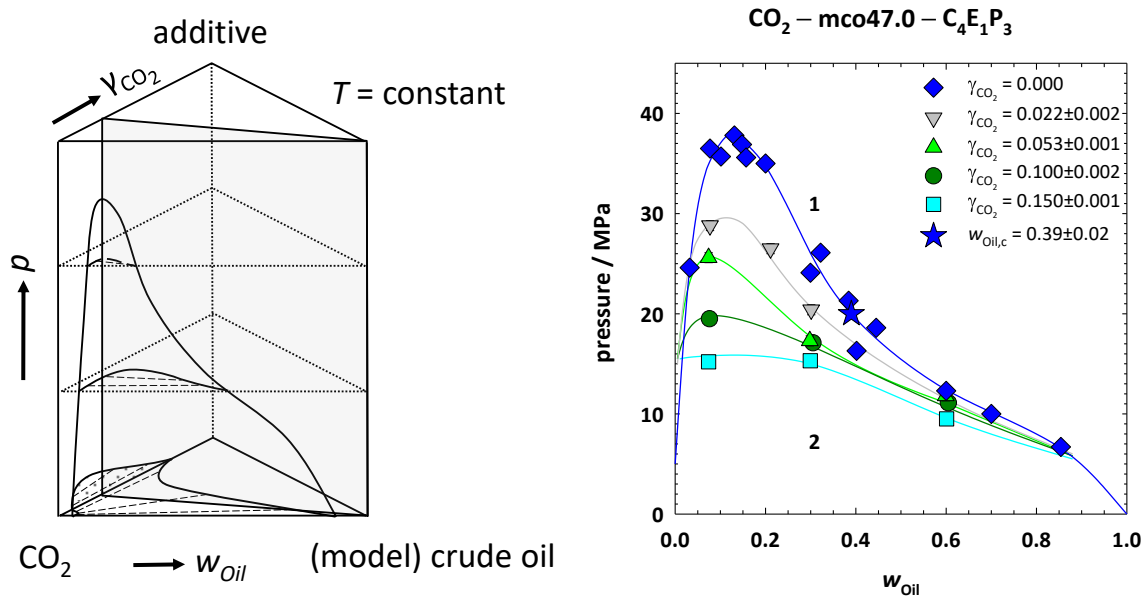 additive
γCO₂
T = constant
p
CO₂
wOil
(model) crude oil
CO₂ – mco47.0 – C₄E₁P₃
pressure / MPa
40
30
20
10
0
0.0 0.2 0.4 0.6 0.8 1.0
wOil
1
2
γCO₂ = 0.000
γCO₂ = 0.022±0.002
γCO₂ = 0.053±0.001
γCO₂ = 0.100±0.002
γCO₂ = 0.150±0.001
wOil,c = 0.39±0.02